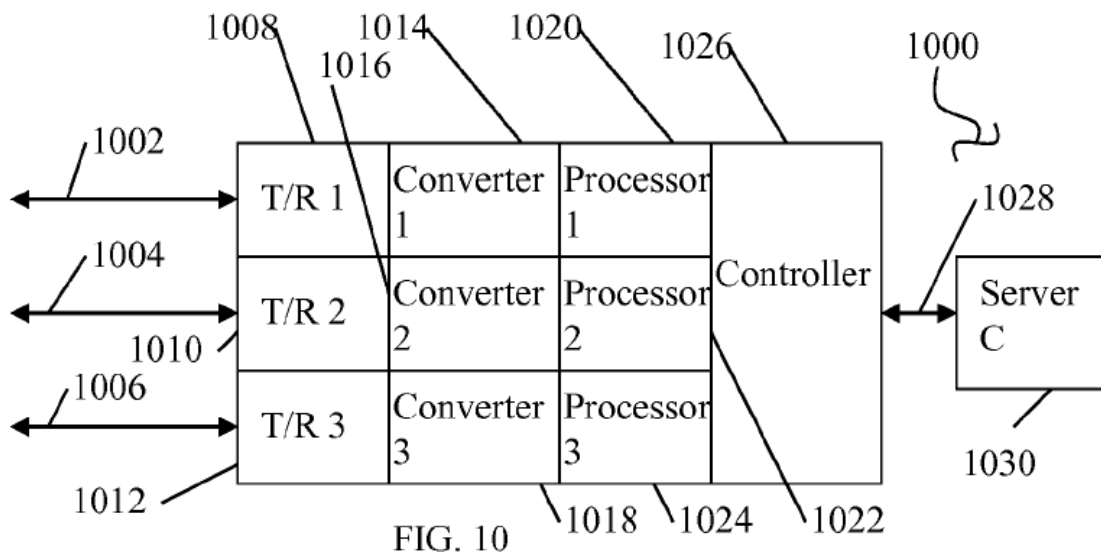 1008
1014
1020
1026
1000
1016
1002
T/R 1
Converter
1
Processor
1
1028
1004
T/R 2
Converter
2
Processor
2
Controller
Server
C
1010
1006
T/R 3
Converter
3
Processor
3
1030
1012
1018
1024
1022
FIG. 10